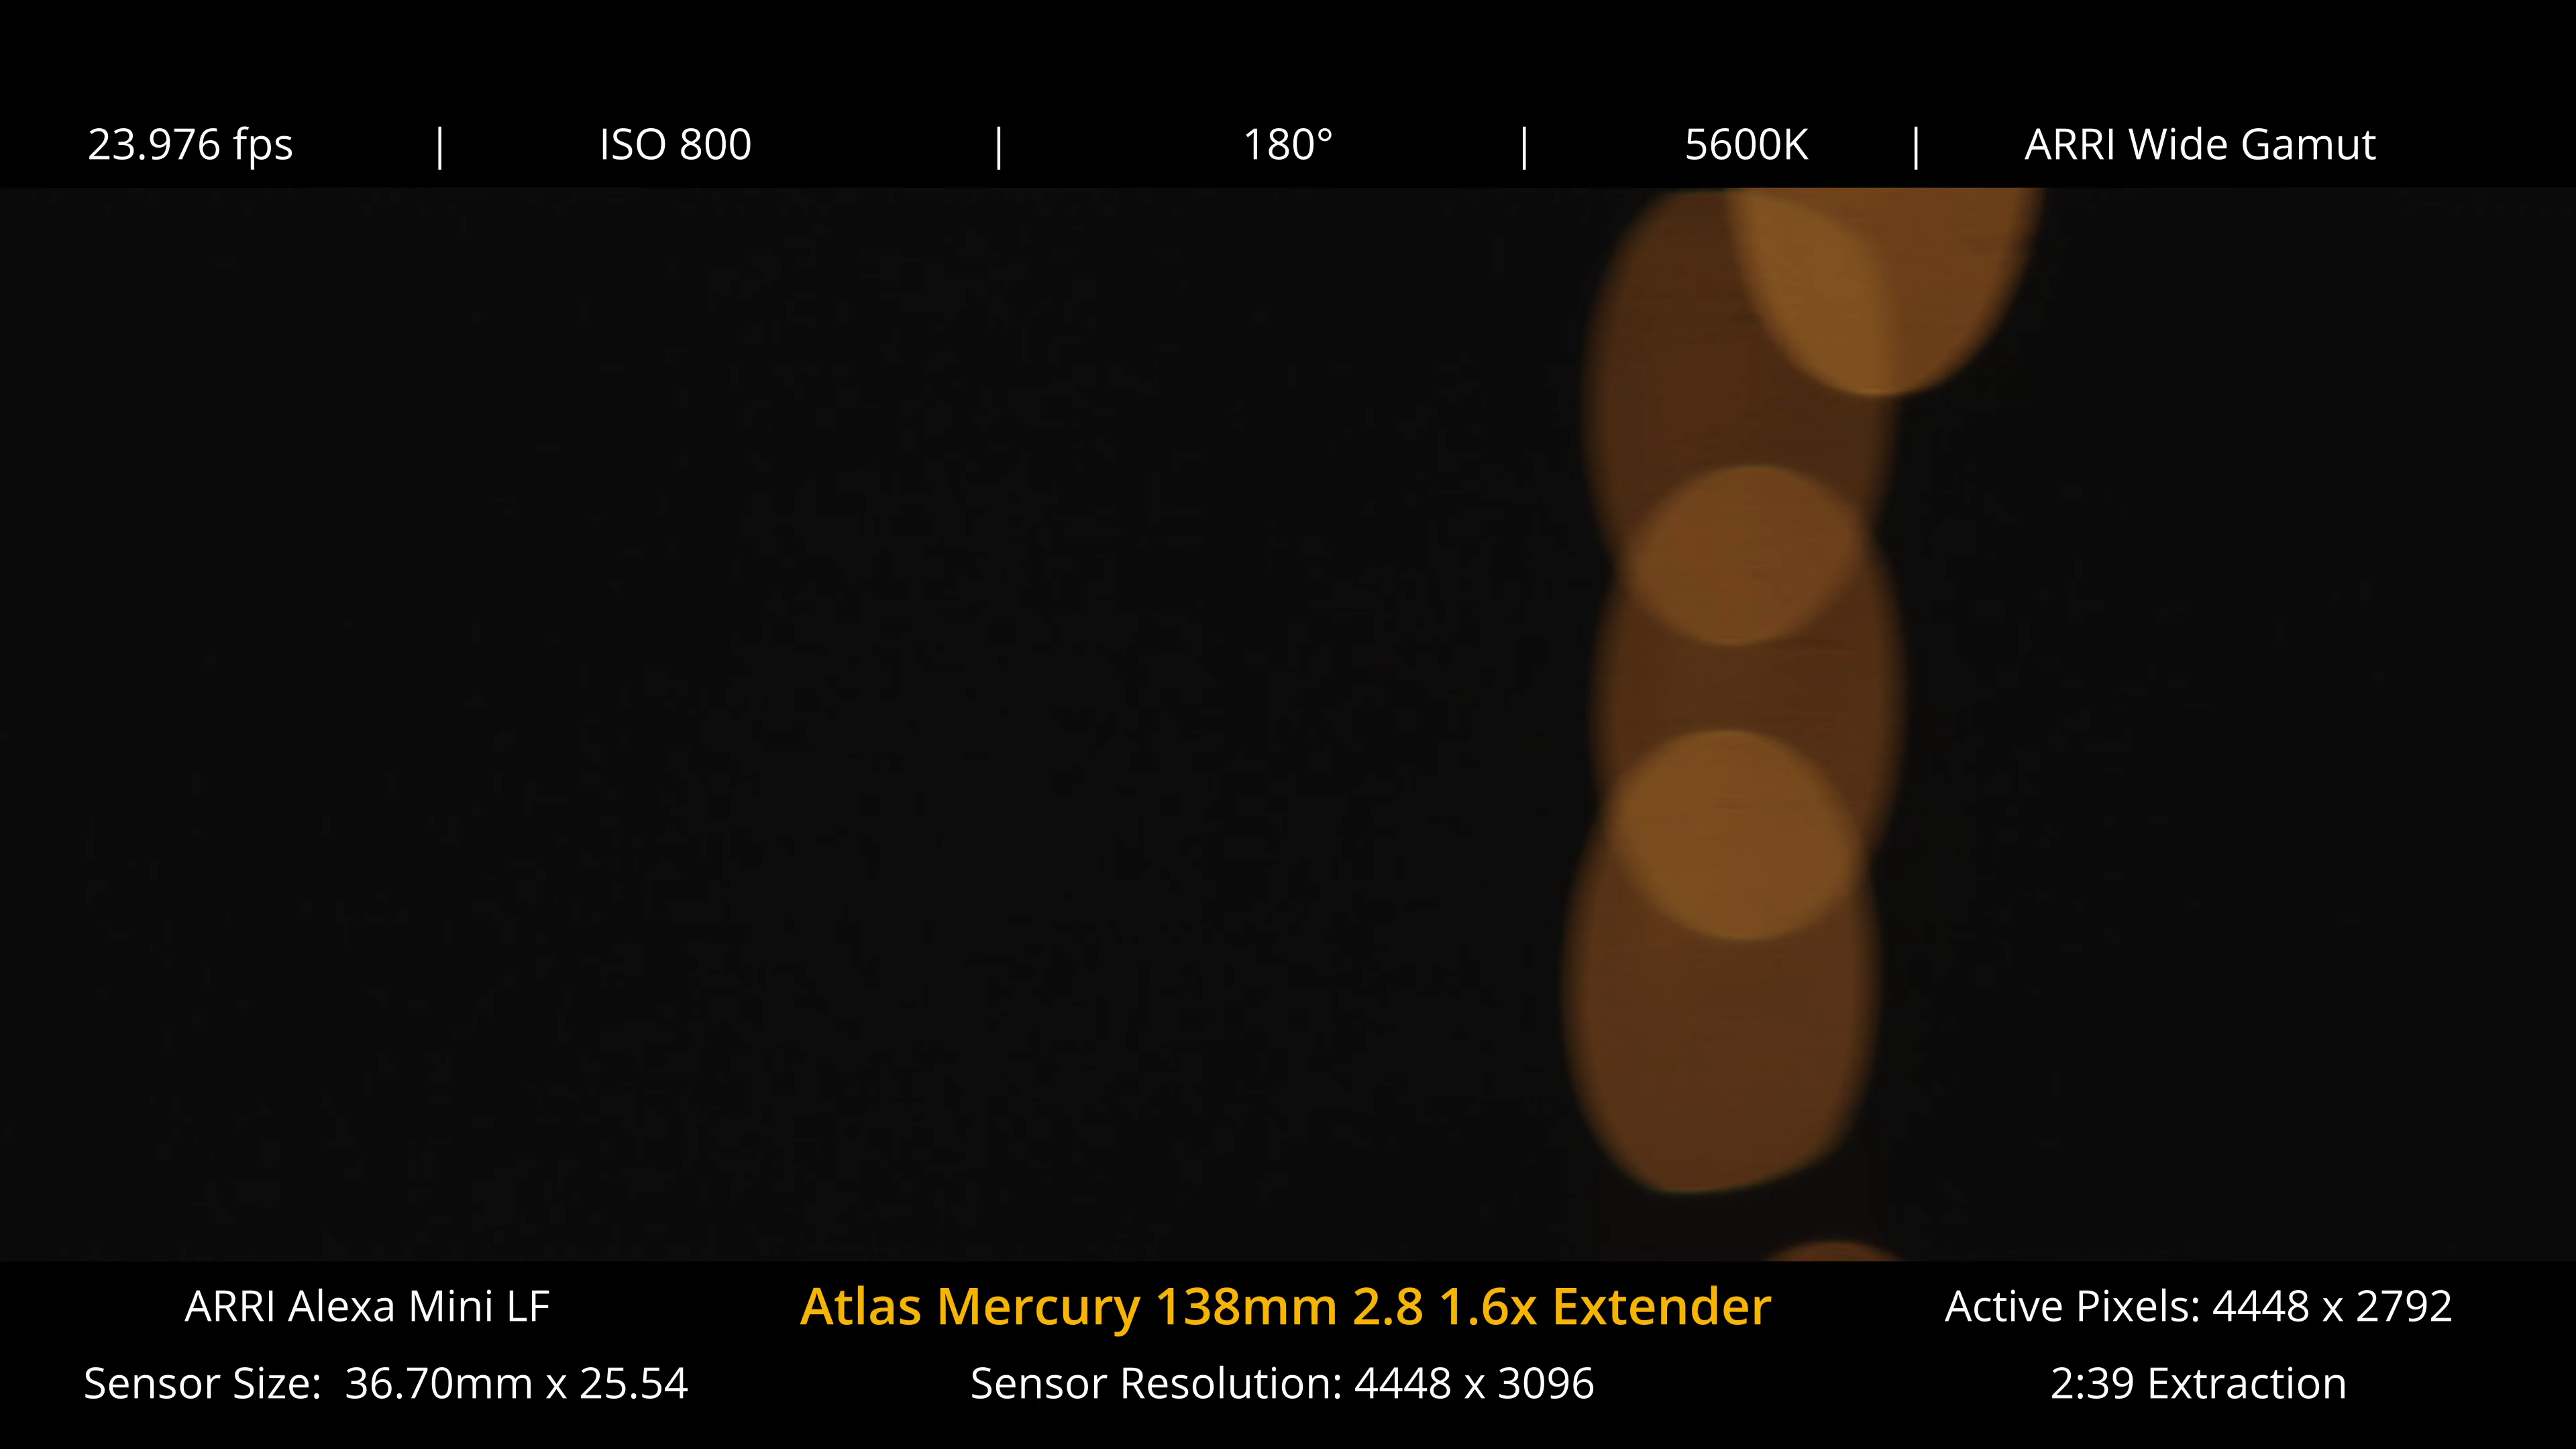 23.976 fps | ISO 800 | 180° | 5600K | ARRI Wide Gamut
ARRI Alexa Mini LF Atlas Mercury 138mm 2.8 1.6x Extender Active Pixels: 4448 x 2792
Sensor Size: 36.70mm x 25.54 Sensor Resolution: 4448 x 3096 2:39 Extraction